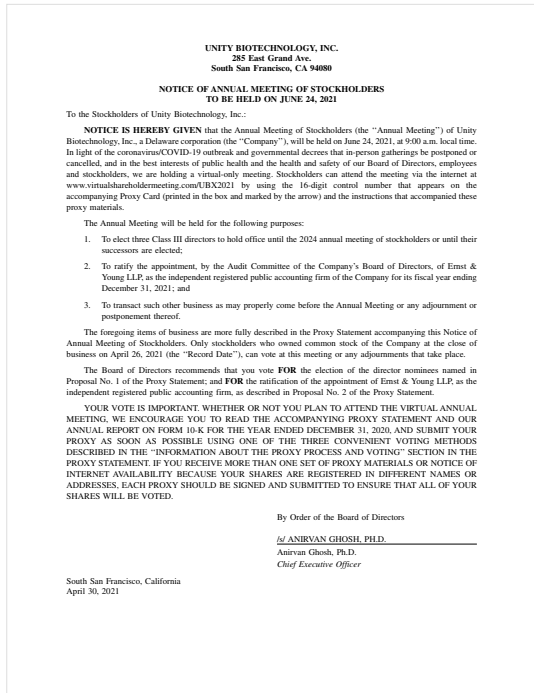 UNITY BIOTECHNOLOGY, INC.
285 East Grand Ave.
South San Francisco, CA 94080
NOTICE OF ANNUAL MEETING OF STOCKHOLDERS
TO BE HELD ON JUNE 24, 2021
To the Stockholders of Unity Biotechnology, Inc.:
NOTICE IS HEREBY GIVEN that the Annual Meeting of Stockholders (the “Annual Meeting”) of Unity
Biotechnology, Inc., a Delaware corporation (the “Company”), will be held on June 24, 2021, at 9:00 a.m. local time.
In light of the coronavirus/COVID-19 outbreak and governmental decrees that in-person gatherings be postponed or
cancelled, and in the best interests of public health and the health and safety of our Board of Directors, employees
and stockholders, we are holding a virtual-only meeting. Stockholders can attend the meeting via the internet at
www.virtualshareholdermeeting.com/UBX2021 by using the 16-digit control number that appears on the
accompanying Proxy Card (printed in the box and marked by the arrow) and the instructions that accompanied these
proxy materials.
The Annual Meeting will be held for the following purposes:
1. To elect three Class III directors to hold office until the 2024 annual meeting of stockholders or until their
successors are elected;
2. To ratify the appointment, by the Audit Committee of the Company’s Board of Directors, of Ernst &
Young LLP, as the independent registered public accounting firm of the Company for its fiscal year ending
December 31, 2021; and
3. To transact such other business as may properly come before the Annual Meeting or any adjournment or
postponement thereof.
The foregoing items of business are more fully described in the Proxy Statement accompanying this Notice of
Annual Meeting of Stockholders. Only stockholders who owned common stock of the Company at the close of
business on April 26, 2021 (the “Record Date”), can vote at this meeting or any adjournments that take place.
The Board of Directors recommends that you vote FOR the election of the director nominees named in
Proposal No. 1 of the Proxy Statement; and FOR the ratification of the appointment of Ernst & Young LLP, as the
independent registered public accounting firm, as described in Proposal No. 2 of the Proxy Statement.
YOUR VOTE IS IMPORTANT. WHETHER OR NOT YOU PLAN TO ATTEND THE VIRTUAL ANNUAL
MEETING, WE ENCOURAGE YOU TO READ THE ACCOMPANYING PROXY STATEMENT AND OUR
ANNUAL REPORT ON FORM 10-K FOR THE YEAR ENDED DECEMBER 31, 2020, AND SUBMIT YOUR
PROXY AS SOON AS POSSIBLE USING ONE OF THE THREE CONVENIENT VOTING METHODS
DESCRIBED IN THE “INFORMATION ABOUT THE PROXY PROCESS AND VOTING” SECTION IN
THE PROXY STATEMENT. IF YOU RECEIVE MORE THAN ONE SET OF PROXY MATERIALS OR NOTICE OF
INTERNET AVAILABILITY BECAUSE YOUR SHARES ARE REGISTERED IN DIFFERENT NAMES OR
ADDRESSES, EACH PROXY SHOULD BE SIGNED AND SUBMITTED TO ENSURE THAT ALL OF YOUR
SHARES WILL BE VOTED.
By Order of the Board of Directors
/s/ ANIRVAN GHOSH, PH.D.
Anirvan Ghosh, Ph.D.
Chief Executive Officer
South San Francisco, California
April 30, 2021